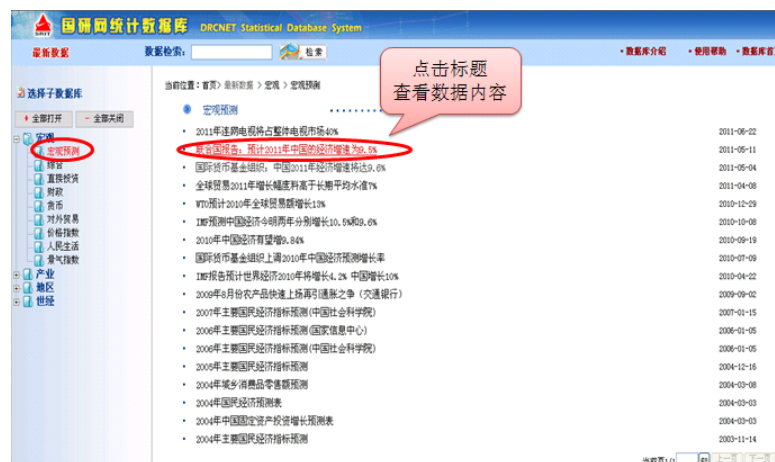 国研网统计数据库 DRCNET Statistical Database System
最新数据 数据检索: 检索 ·数据库介绍 ·使用帮助 ·数据库首
点击标题
查看数据内容
选择子数据库
当前位置:首页> 最新数据 > 宏观 > 宏观预测
+ 全部打开 - 全部关闭
宏观预测
宏观
宏观预测
综合
直接投资
财政
货币
对外贸易
价格指数
人民生活
景气指数
产业
地区
世经
· 2011年连网电视将占整体电视市场40% 2011-06-22
· 联合国报告:预计2011年中国的经济增速为9.5% 2011-05-11
· 国际货币基金组织:中国2011年经济增速将达9.6% 2011-05-04
· 全球贸易2011年增长幅度料高于长期平均水准7% 2011-04-08
· WTO预计2010年全球贸易额增长13% 2010-12-29
· IMF预测中国经济今明两年分别增长10.5%和9.6% 2010-10-08
· 2010年中国经济有望增9.84% 2010-09-19
· 国际货币基金组织上调2010年中国经济预测增长率 2010-07-09
· IMF报告预计世界经济2010年将增长4.2% 中国增长10% 2010-04-22
· 2009年8月份农产品快速上扬再引通胀之争（交通银行） 2009-09-02
· 2007年主要国民经济指标预测(中国社会科学院) 2007-01-15
· 2006年主要国民经济指标预测(国家信息中心) 2006-01-05
· 2006年主要国民经济指标预测(中国社会科学院) 2006-01-05
· 2005年主要国民经济指标预测 2004-12-16
· 2004年城乡消费品零售额预测 2004-03-08
· 2004年国民经济预测表 2004-03-03
· 2004年中国固定资产投资增长预测表 2004-03-03
· 2004年主要国民经济指标预测 2003-11-14
当前页:1/ 上一页 下一页